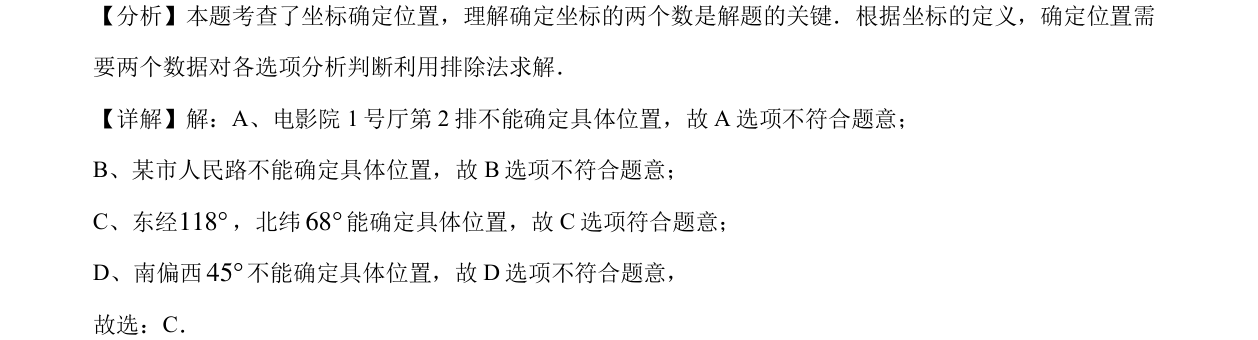 【分析】本题考查了坐标确定位置，理解确定坐标的两个数是解题的关键．根据坐标的定义，确定位置需
要两个数据对各选项分析判断利用排除法求解．
【详解】解：A、电影院 1 号厅第 2 排不能确定具体位置，故 A 选项不符合题意；
B、某市人民路不能确定具体位置，故 B 选项不符合题意；
C、东经118°，北纬 68° 能确定具体位置，故 C 选项符合题意；
D、南偏西 45° 不能确定具体位置，故 D 选项不符合题意，
故选：C．